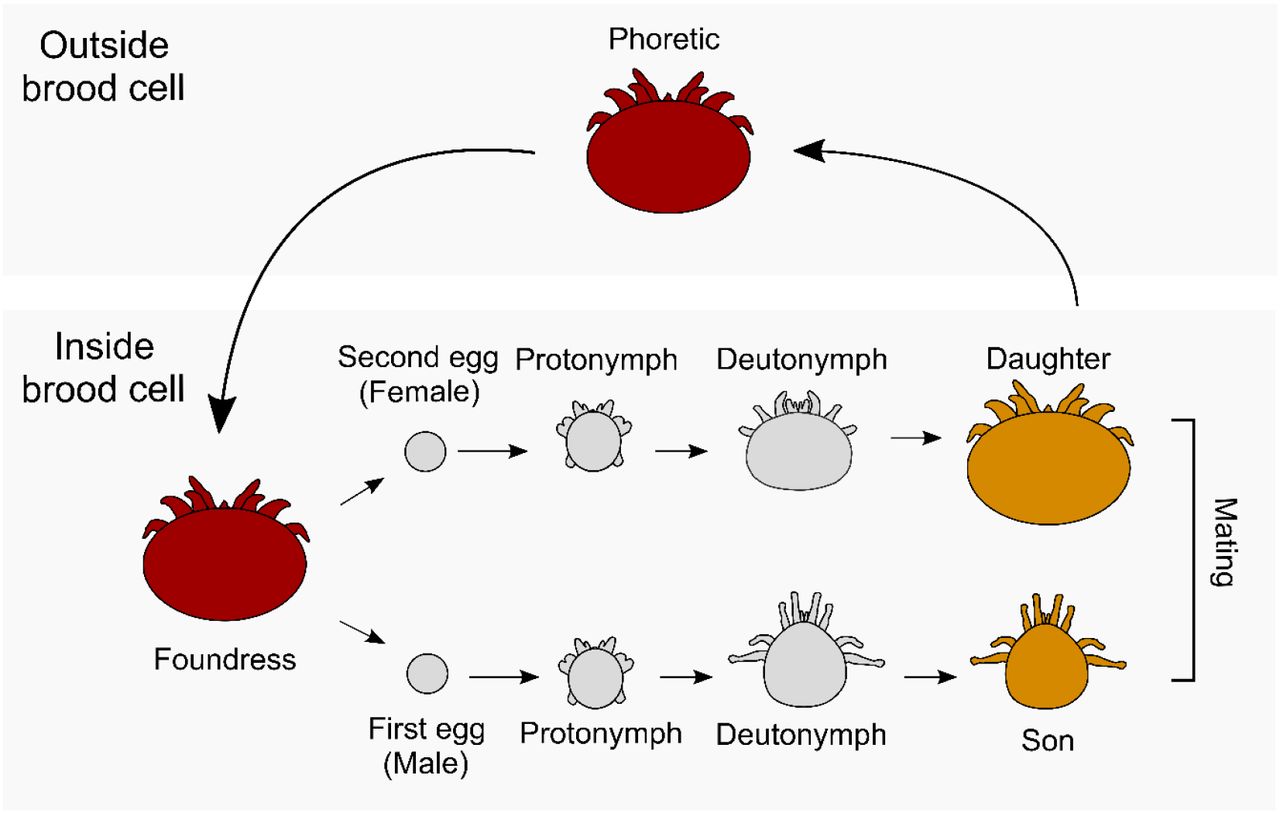 Outside
brood cell
Phoretic
Inside
brood cell
Second egg
(Female)
Protonymph
Deutonymph
Daughter
Mating
Foundress
First egg
(Male)
Protonymph
Deutonymph
Son